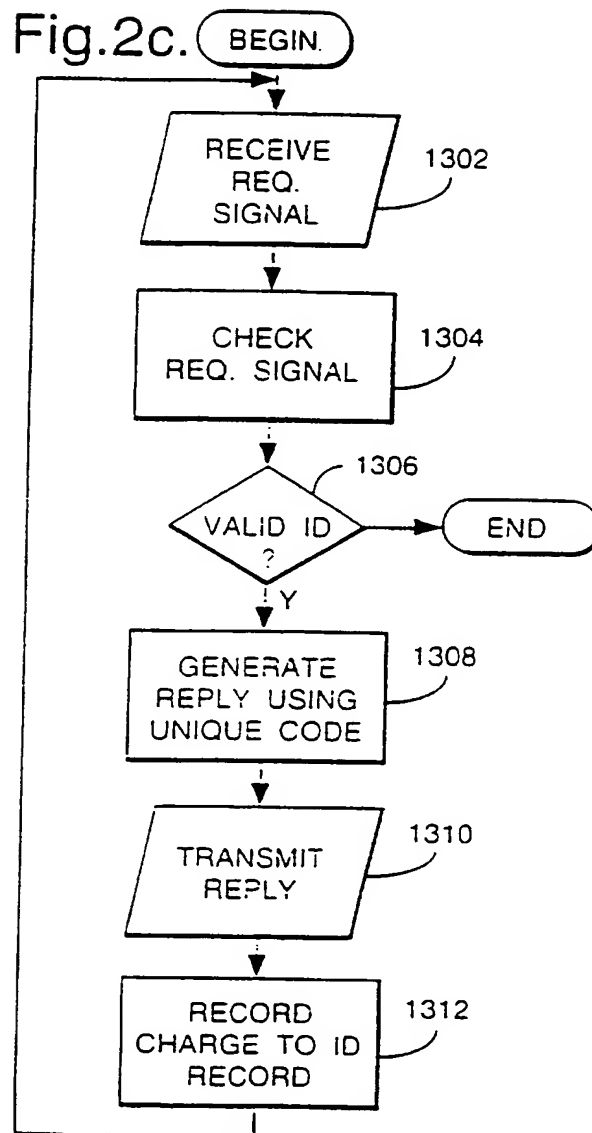 Fig.2c.
BEGIN.
RECEIVE
REQ.
SIGNAL
1302
CHECK
REQ. SIGNAL
1304
1306
VALID ID
?
END
Y
GENERATE
REPLY USING
UNIQUE CODE
1308
TRANSMIT
REPLY
1310
RECORD
CHARGE TO ID
RECORD
1312